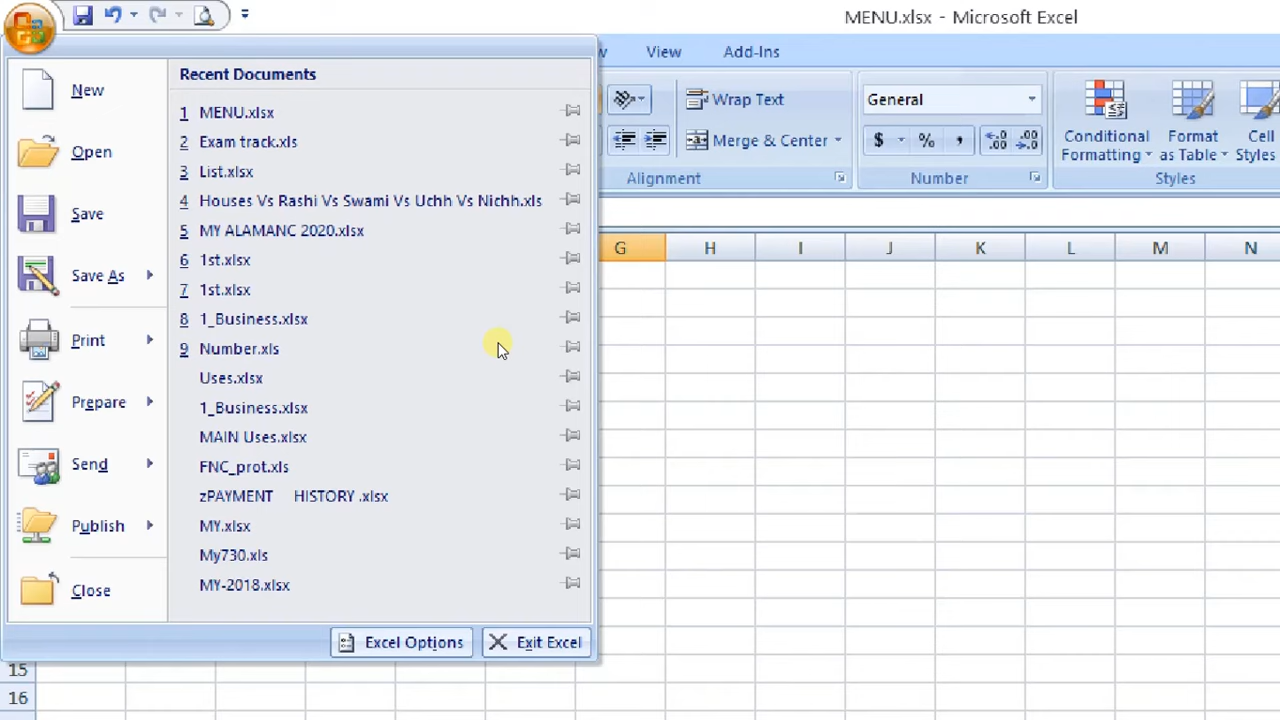 MENU.xlsx - Microsoft Excel
View Add-Ins
New
Open
Save
Save As
Print
Prepare
Send
Publish
Close
Recent Documents
1 MENU.xlsx
2 Exam track.xls
3 List.xlsx
4 Houses Vs Rashi Vs Swami Vs Uchh Vs Nichh.xls
5 MY ALAMANC 2020.xlsx
6 1st.xlsx
7 1st.xlsx
8 1_Business.xlsx
9 Number.xls
Uses.xlsx
1_Business.xlsx
MAIN Uses.xlsx
FNC_prot.xls
zPAYMENT HISTORY .xlsx
MY.xlsx
My730.xls
MY-2018.xlsx
Excel Options Exit Excel
Wrap Text
Merge & Center
Alignment
General
$ % , .00 .00
Number
Conditional Formatting
Format as Table
Cell Styles
Styles
G H I J K L M N
15
16